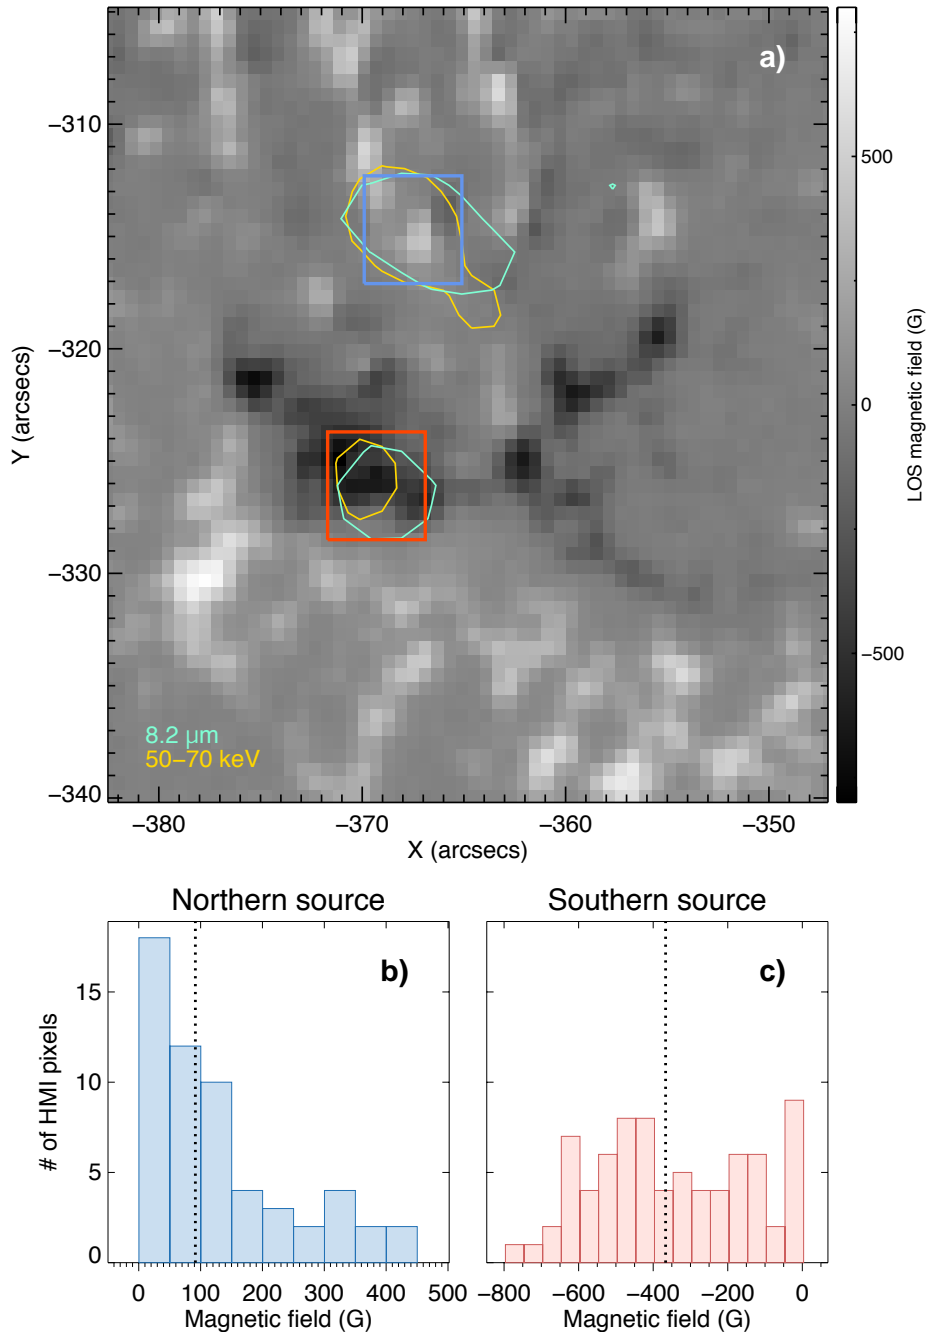 a)
−310
−320
−330
−340
Y (arcsecs)
8.2 μm
50−70 keV
−380
−370
−360
−350
X (arcsecs)
500
0
−500
LOS magnetic field (G)
Northern source
b)
15
10
5
0
# of HMI pixels
0
100
200
300
400
500
Magnetic field (G)
Southern source
c)
−800
−600
−400
−200
0
Magnetic field (G)